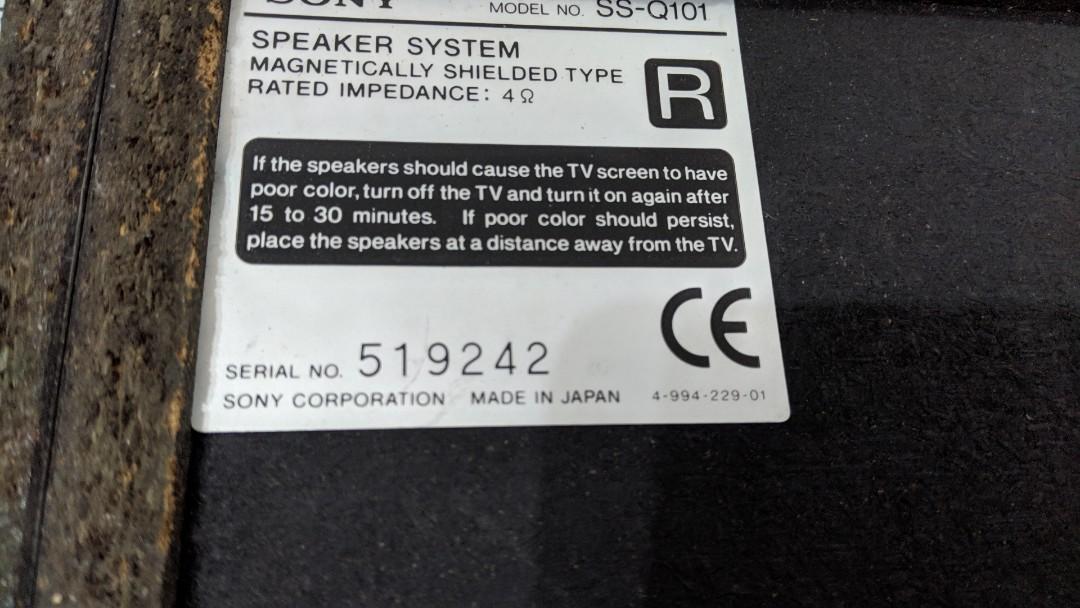 SONY MODEL NO. SS-Q101
SPEAKER SYSTEM
MAGNETICALLY SHIELDED TYPE
RATED IMPEDANCE: 4Ω
R
If the speakers should cause the TV screen to have
poor color, turn off the TV and turn it on again after
15 to 30 minutes. If poor color should persist,
place the speakers at a distance away from the TV.
CE
SERIAL NO. 519242
SONY CORPORATION MADE IN JAPAN 4-994-229-01